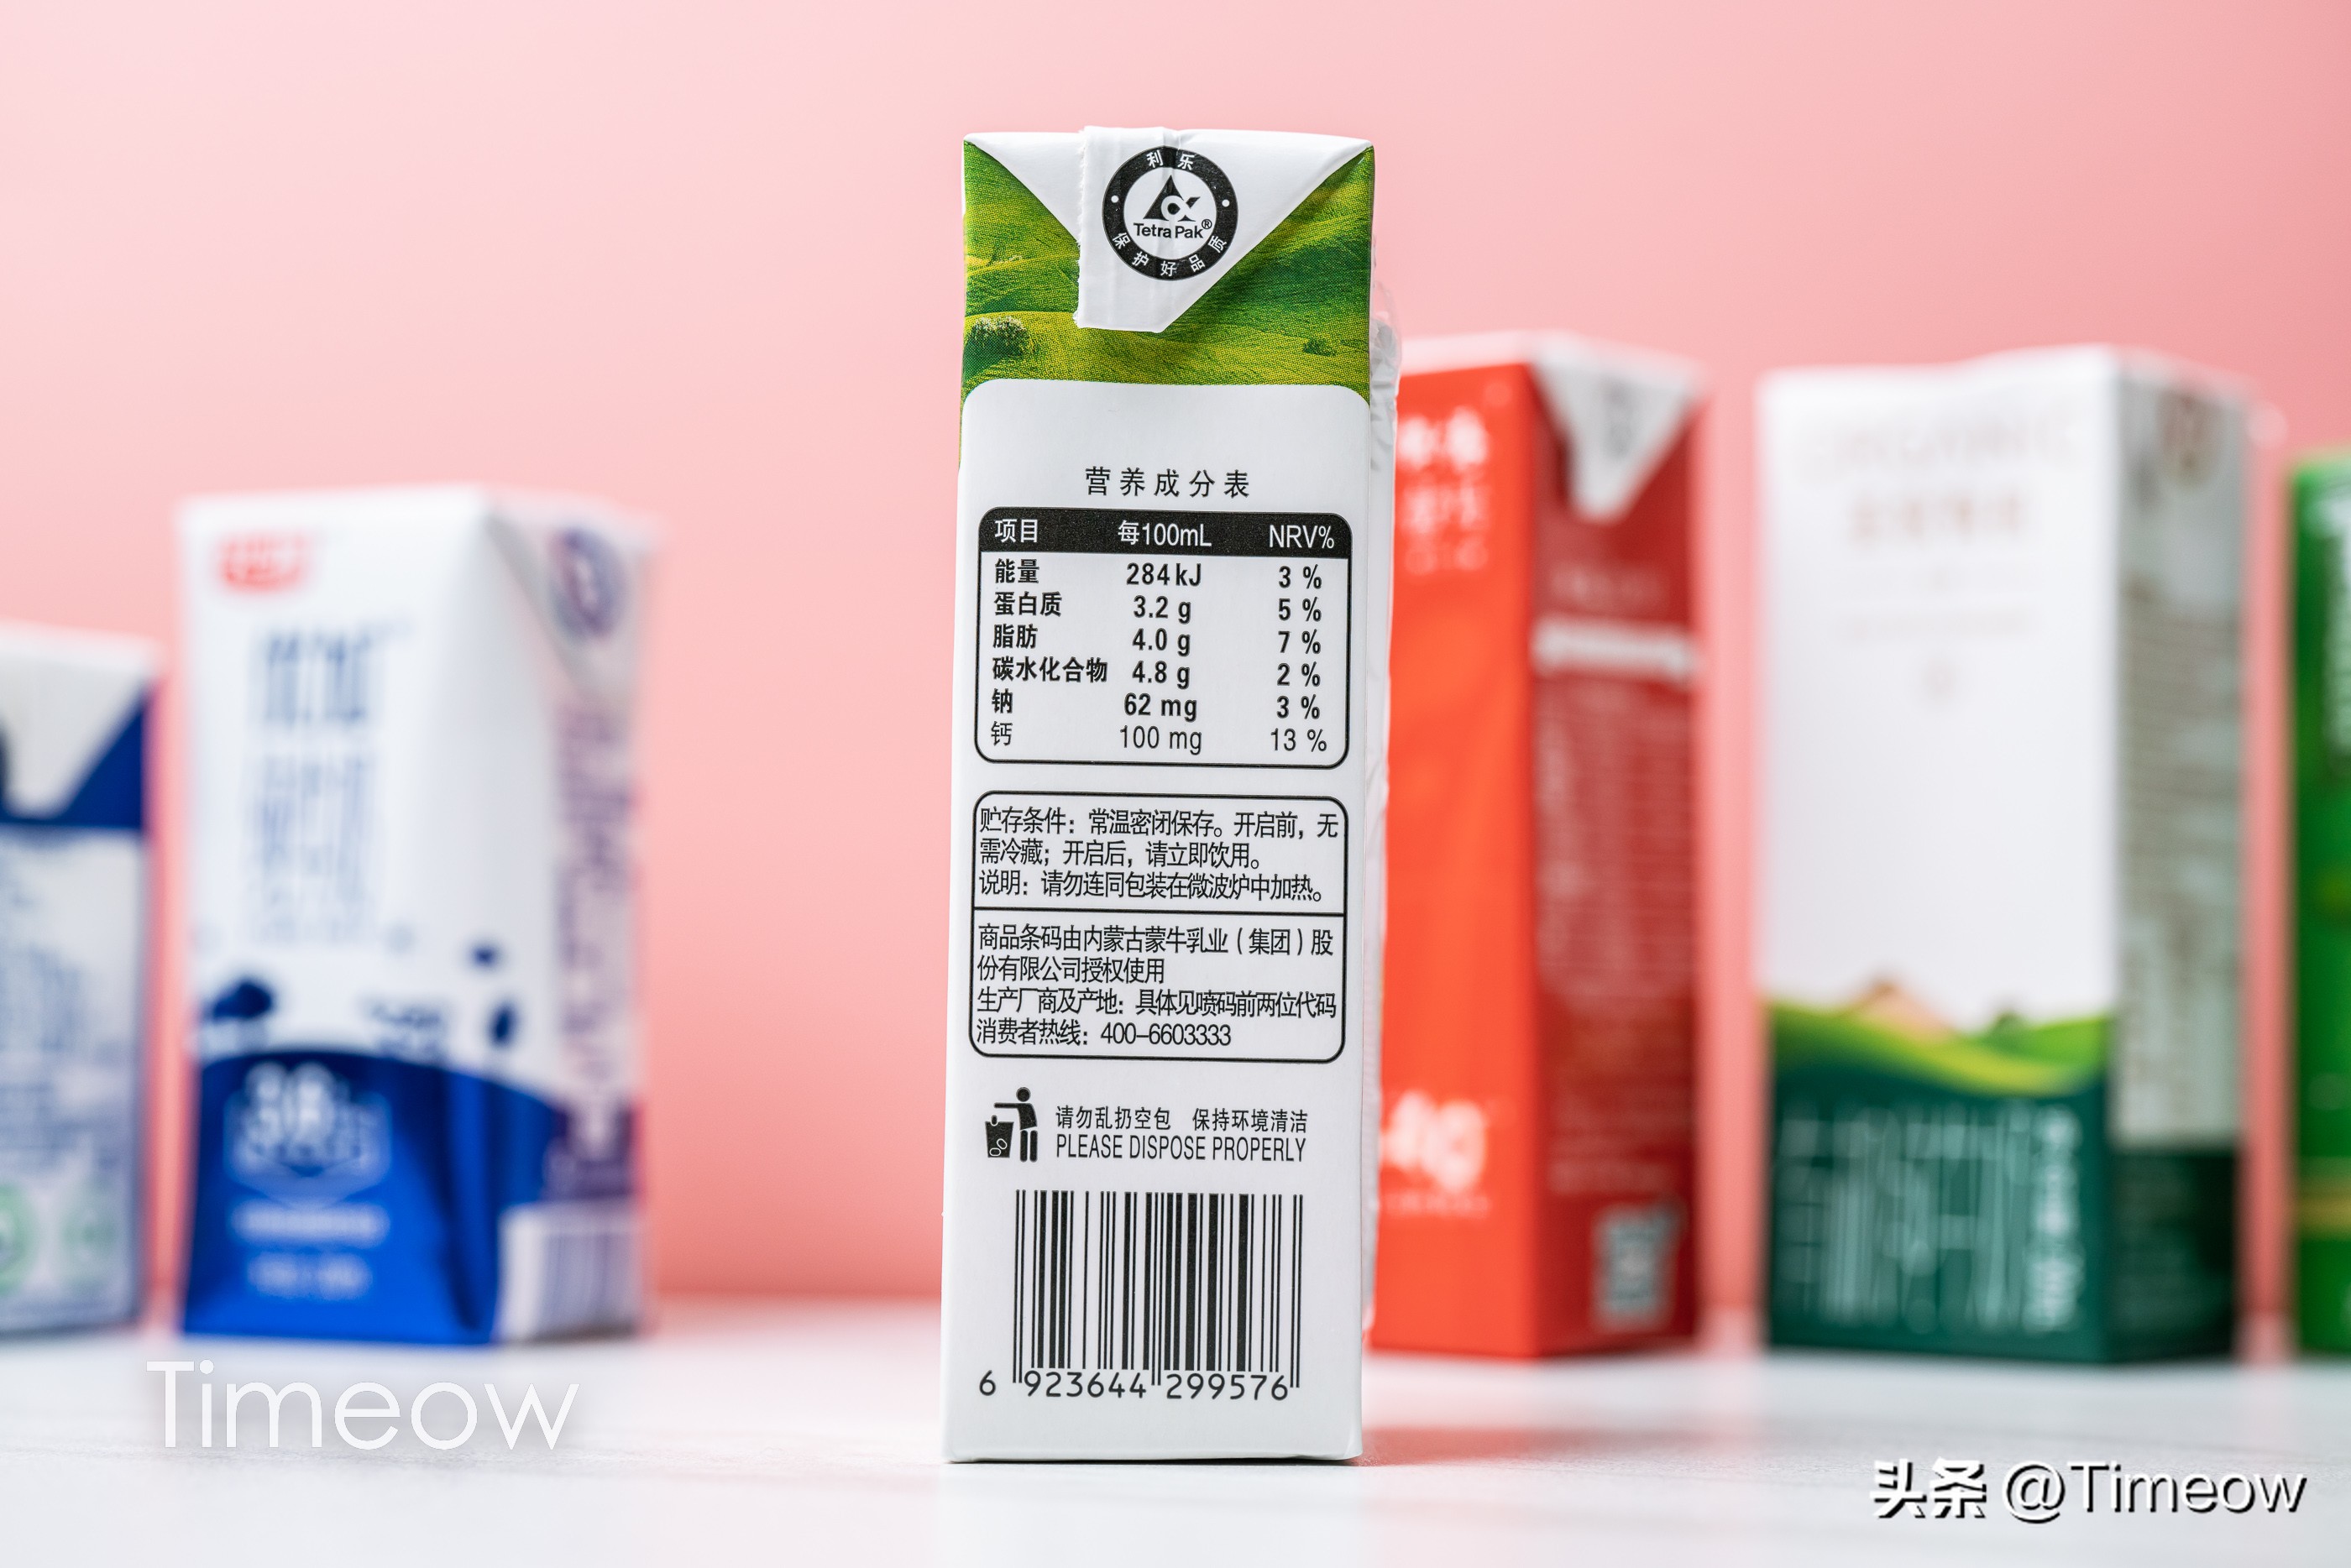 利乐
Tetra Pak®
保护好品质
营养成分表
项目 每100mL NRV%
能量 284kJ 3 %
蛋白质 3.2 g 5 %
脂肪 4.0 g 7 %
碳水化合物 4.8 g 2 %
钠 62 mg 3 %
钙 100 mg 13 %
贮存条件：常温密闭保存。开启前，无
需冷藏；开启后，请立即饮用。
说明：请勿连同包装在微波炉中加热。
商品条码由内蒙古蒙牛乳业（集团）股
份有限公司授权使用
生产厂商及产地：具体见喷码前两位代码
消费者热线：400-6603333
请勿乱扔空包 保持环境清洁
PLEASE DISPOSE PROPERLY
6 923644 299576
Timeow
头条 @Timeow